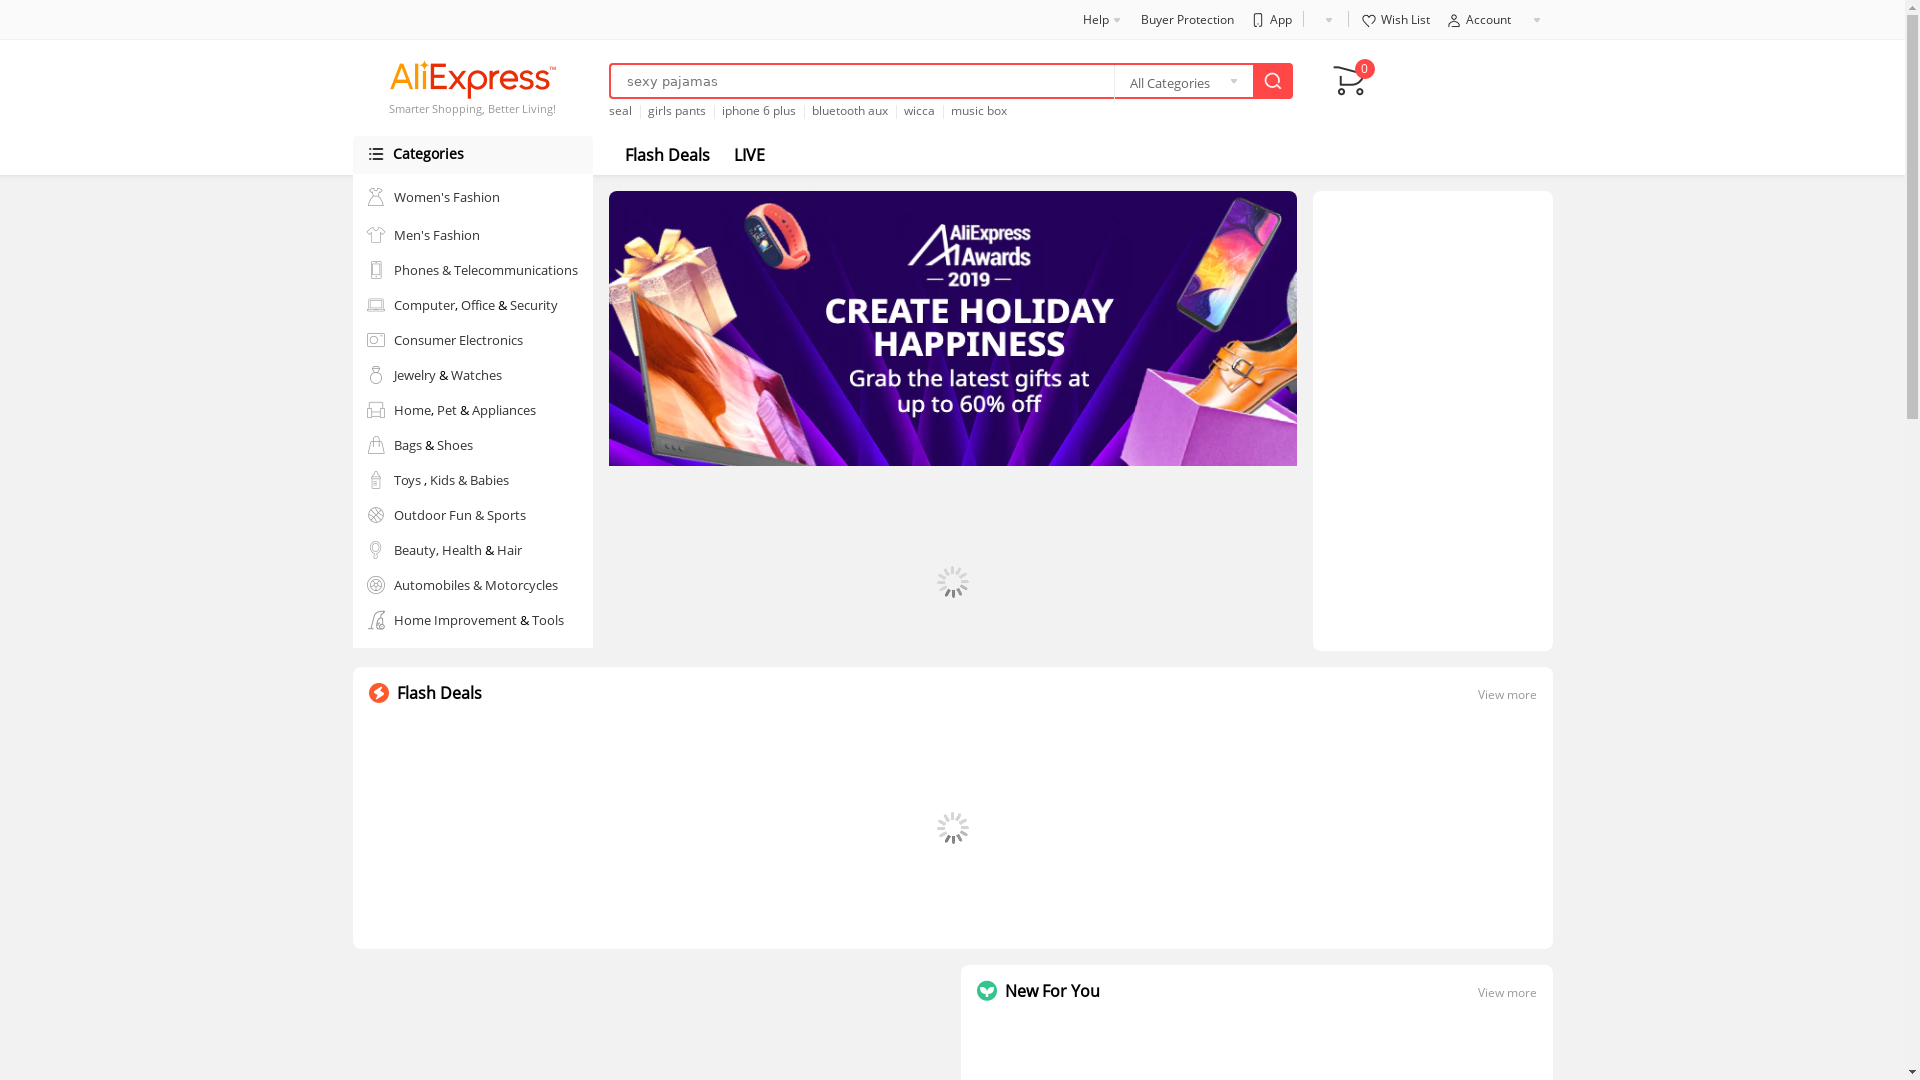 Help
Buyer Protection
App
Wish List
Account
AliExpress™
Smarter Shopping, Better Living!
sexy pajamas
All Categories
0
seal
girls pants
iphone 6 plus
bluetooth aux
wicca
music box
Categories
Flash Deals
LIVE
Women's Fashion
Men's Fashion
Phones & Telecommunications
Computer, Office & Security
Consumer Electronics
Jewelry & Watches
Home, Pet & Appliances
Bags & Shoes
Toys , Kids & Babies
Outdoor Fun & Sports
Beauty, Health & Hair
Automobiles & Motorcycles
Home Improvement & Tools
AliExpress
Awards
2019
CREATE HOLIDAY
HAPPINESS
Grab the latest gifts at
up to 60% off
Flash Deals
View more
New For You
View more